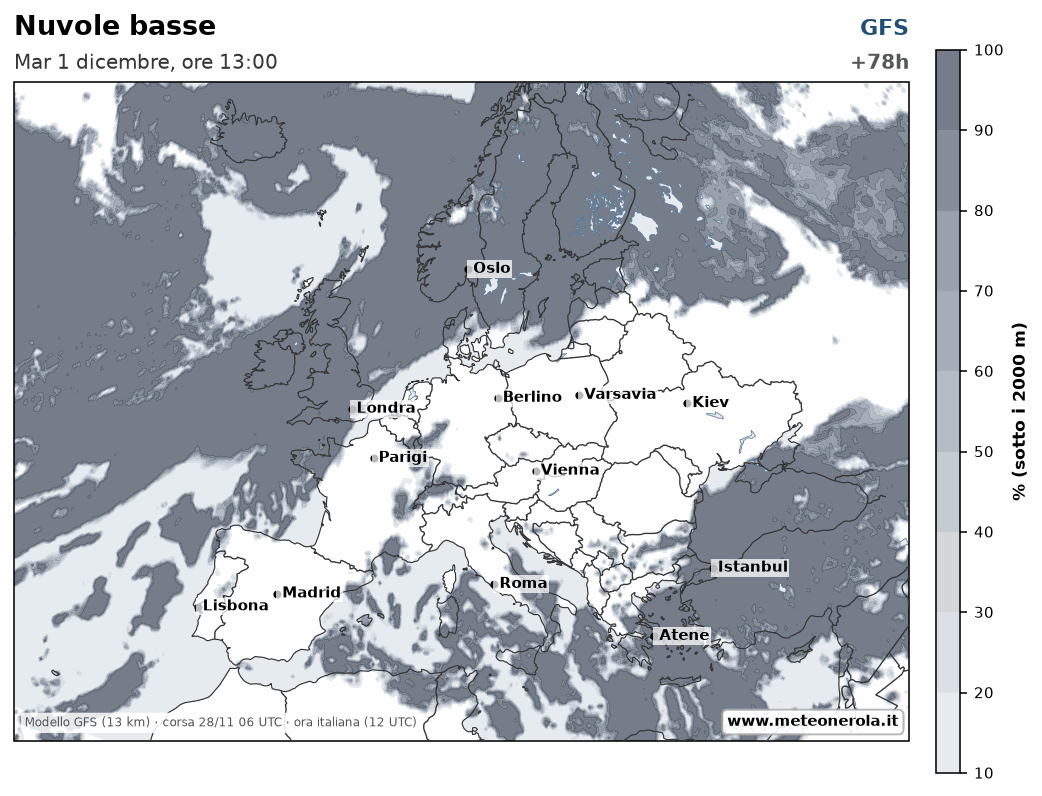 Nuvole basse
GFS
Mar 1 dicembre, ore 13:00
+78h
100
90
80
70
60
50
40
30
20
10
% (sotto i 2000 m)
Oslo
Berlino
Varsavia
Kiev
Londra
Parigi
Vienna
Istanbul
Roma
Madrid
Lisbona
Atene
Modello GFS (13 km) · corsa 28/11 06 UTC · ora italiana (12 UTC)
www.meteonerola.it